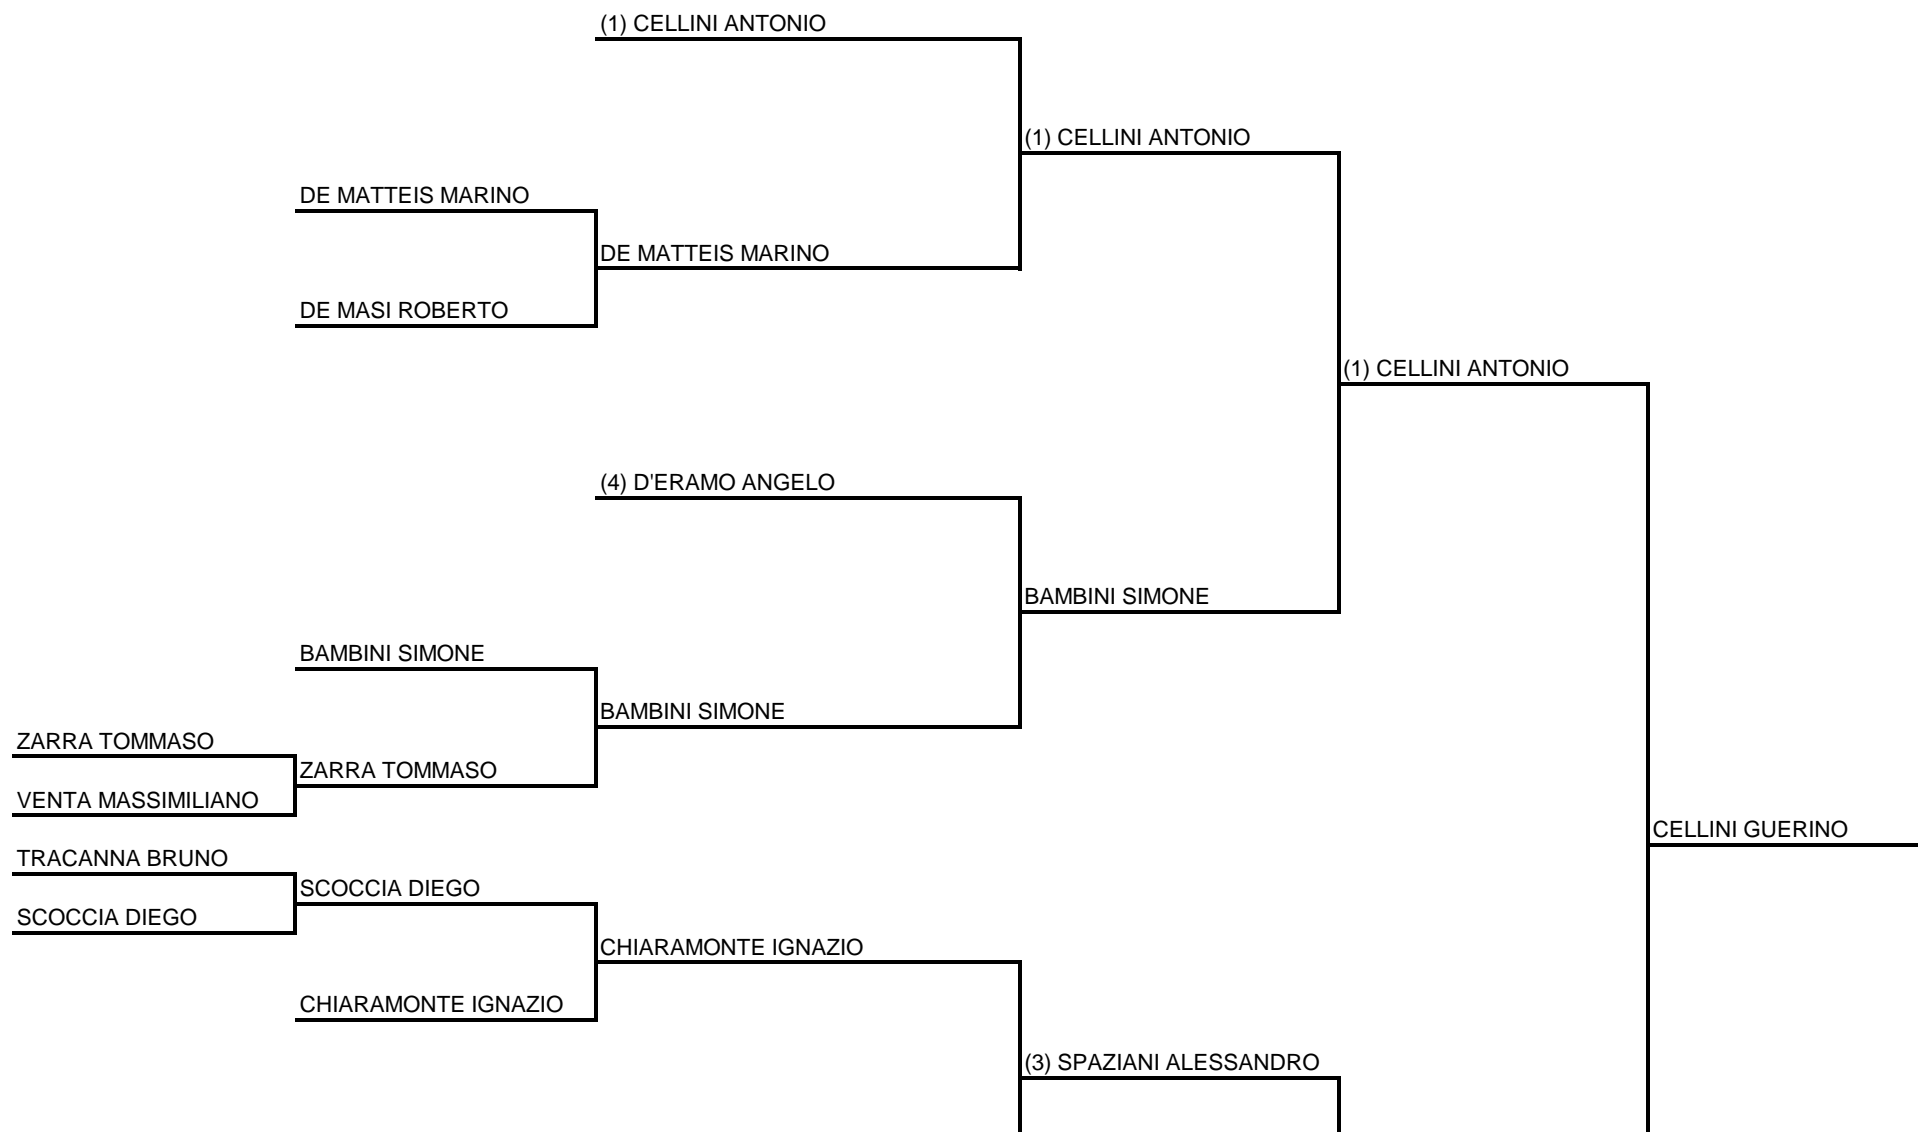 (1) CELLINI ANTONIO
(1) CELLINI ANTONIO
DE MATTEIS MARINO
DE MATTEIS MARINO
DE MASI ROBERTO
(1) CELLINI ANTONIO
(4) D'ERAMO ANGELO
BAMBINI SIMONE
BAMBINI SIMONE
BAMBINI SIMONE
ZARRA TOMMASO
ZARRA TOMMASO
VENTA MASSIMILIANO
CELLINI GUERINO
TRACANNA BRUNO
SCOCCIA DIEGO
SCOCCIA DIEGO
CHIARAMONTE IGNAZIO
CHIARAMONTE IGNAZIO
(3) SPAZIANI ALESSANDRO